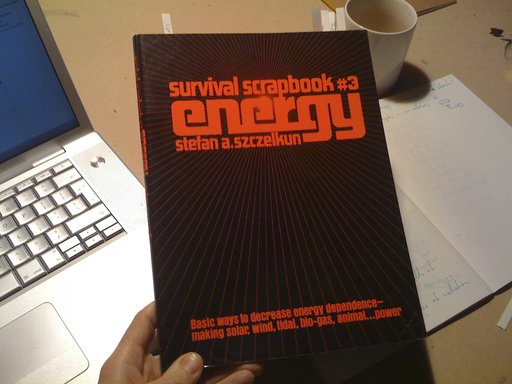 survival scrapbook #3
energy
stefan a.szczelkun
Basic ways to decrease energy dependence—
making solar, wind, tidal, bio-gas, animal...power